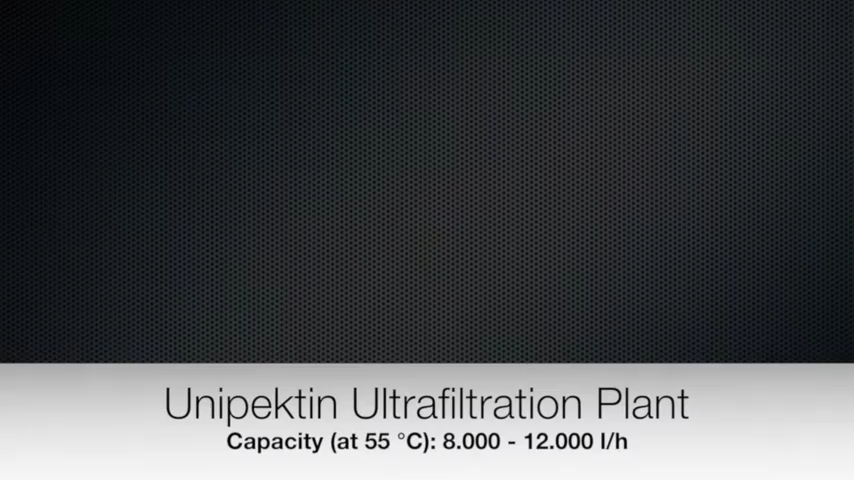 Unipektin Ultrafiltration Plant
Capacity (at 55 °C): 8.000 - 12.000 l/h